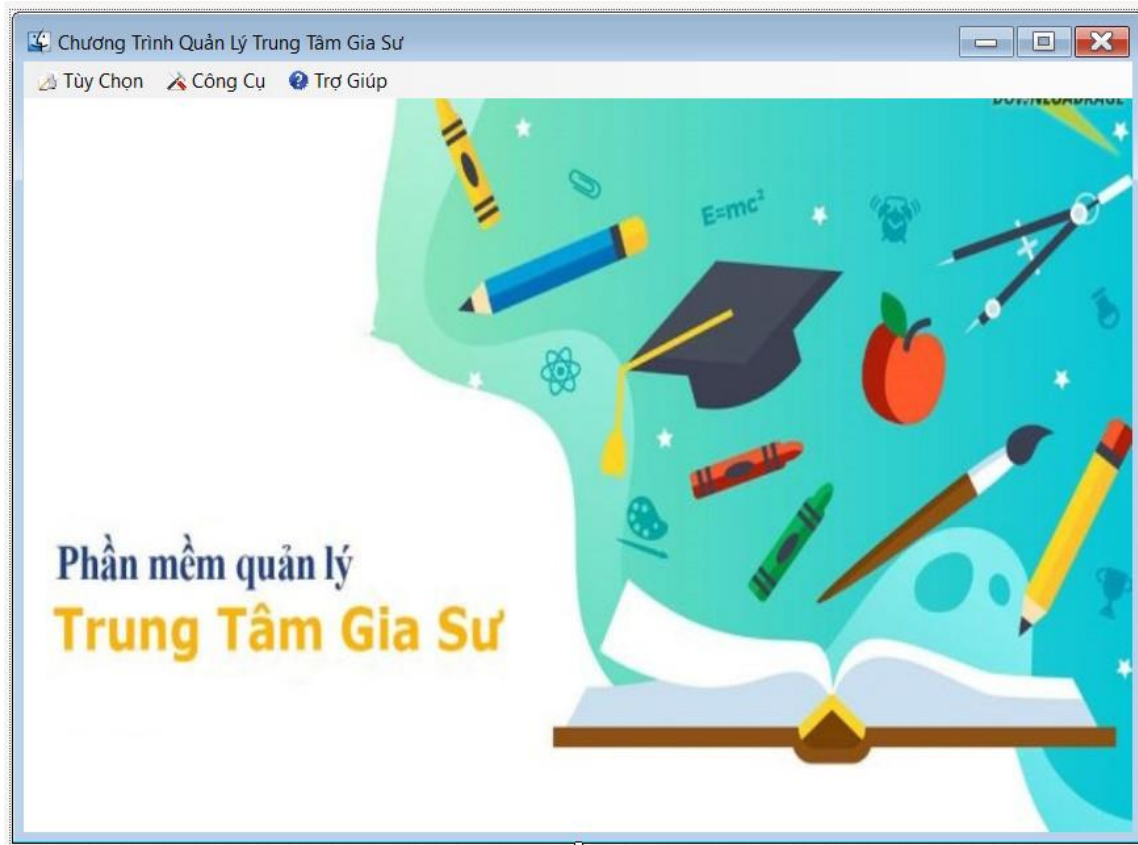 Chương Trình Quản Lý Trung Tâm Gia Sư
Tùy Chọn Công Cụ Trợ Giúp
E=mc²
Phần mềm quản lý
Trung Tâm Gia Sư